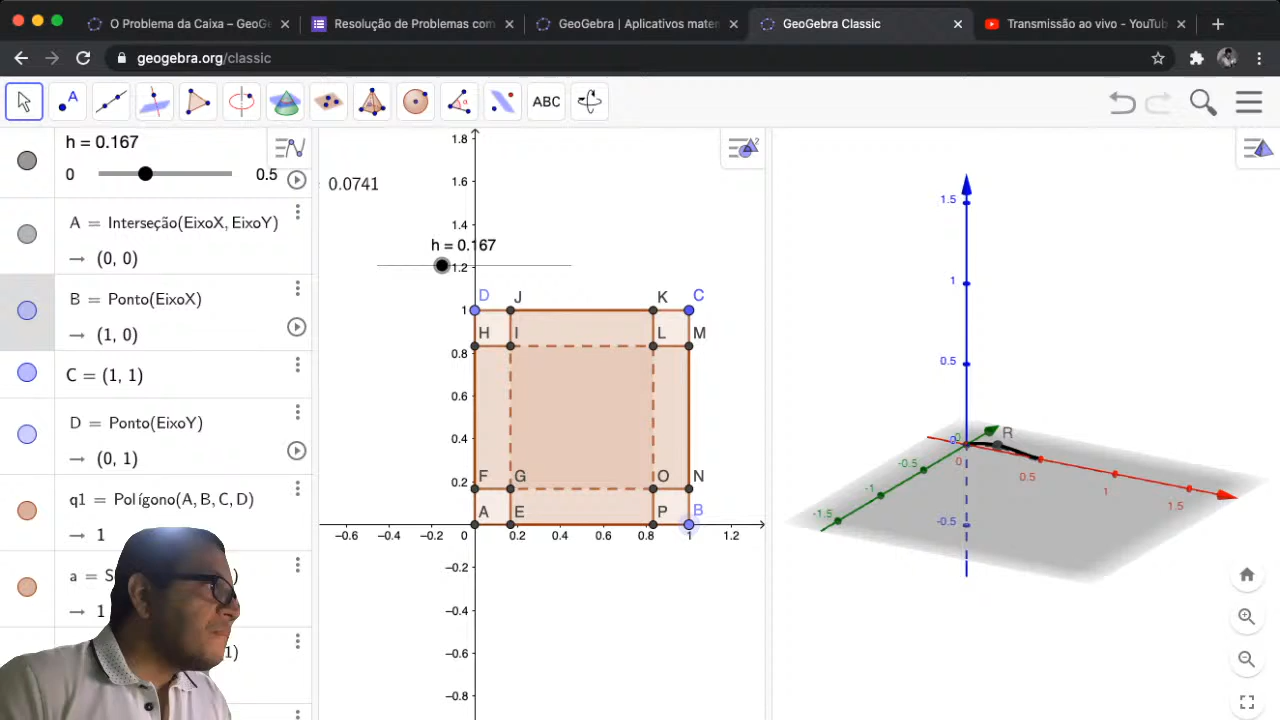 O Problema da Caixa – GeoGe
Resolução de Problemas com
GeoGebra | Aplicativos mater
GeoGebra Classic
Transmissão ao vivo - YouTub
geogebra.org/classic
ABC
h = 0.167
0
0.5
A = Interseção(EixoX, EixoY)
→ (0, 0)
B = Ponto(EixoX)
→ (1, 0)
C = (1, 1)
D = Ponto(EixoY)
→ (0, 1)
q1 = Polígono(A, B, C, D)
→ 1
a = S
)
→ 1
1)
0.0741
h = 0.167
1.8
1.6
1.4
1.2
1
0.8
0.6
0.4
0.2
−0.2
−0.4
−0.6
−0.8
−0.6 −0.4 −0.2 0 0.2 0.4 0.6 0.8 1 1.2
D J K C
H I L M
F G O N
A E P B
1.5
1
0.5
0
-0.5
0
-0.5
-1
-1.5
0
0.5
1
1.5
R